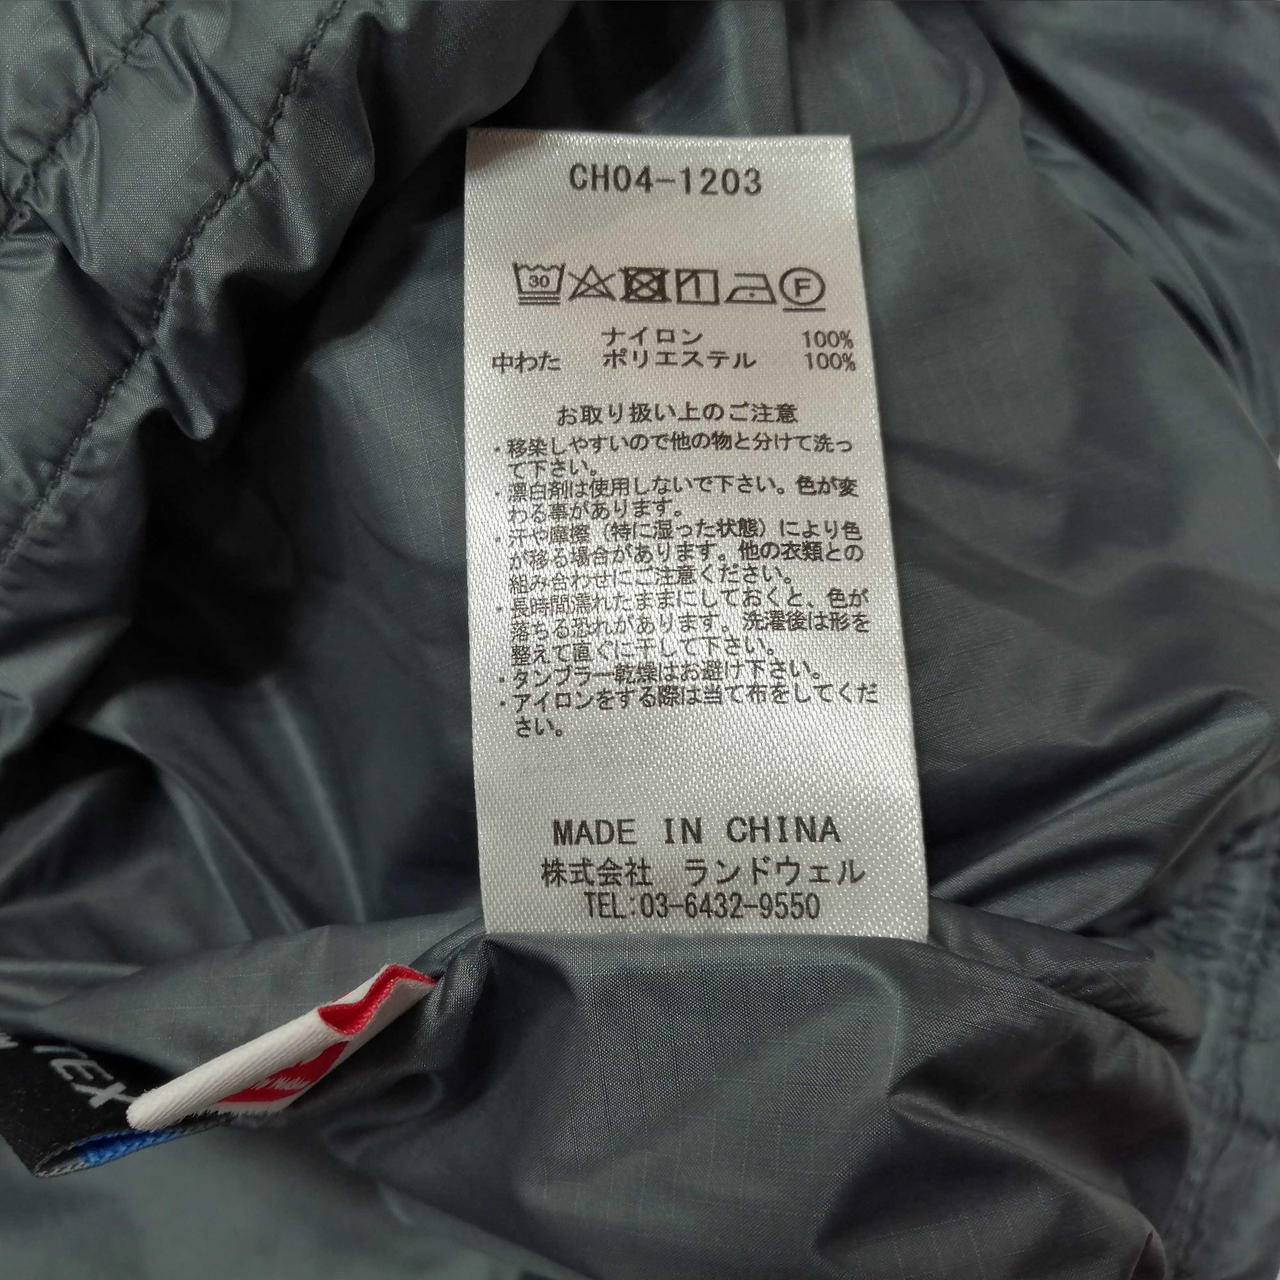 CH04-1203
30 F
ナイロン 100%
中わた ポリエステル 100%
お取り扱い上のご注意
・移染しやすいので他の物と分けて洗っ
て下さい。
・漂白剤は使用しないで下さい。色が変
わる事があります。
・汗や摩擦（特に湿った状態）により色
が移る場合があります。他の衣類との
組み合わせにご注意ください。
・長時間濡れたままにしておくと、色が
落ちる恐れがあります。洗濯後は形を
整えて直ぐに干して下さい。
・タンブラー乾燥はお避け下さい。
・アイロンをする際は当て布をしてくだ
さい。
MADE IN CHINA
株式会社 ランドウェル
TEL:03-6432-9550
TEX